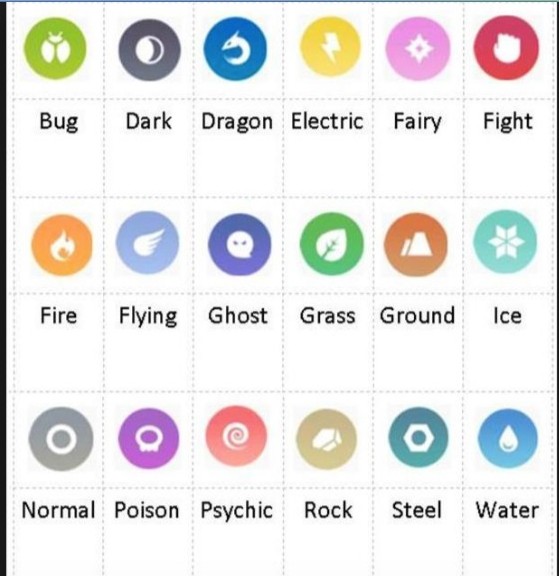 Bug Dark Dragon Electric Fairy Fight
Fire Flying Ghost Grass Ground Ice
Normal Poison Psychic Rock Steel Water